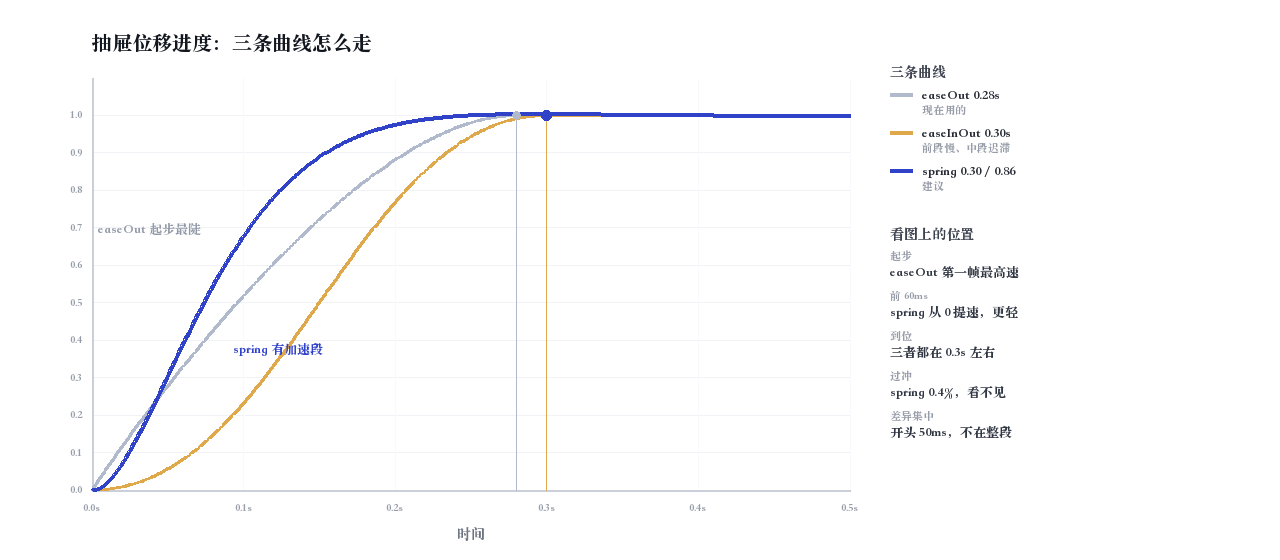 抽屉位移进度：三条曲线怎么走
1.0
0.9
0.8
0.7
0.6
0.5
0.4
0.3
0.2
0.1
0.0
easeOut 起步最陡
spring 有加速段
0.0s
0.1s
0.2s
0.3s
0.4s
0.5s
时间
三条曲线
easeOut 0.28s
现在用的
easeInOut 0.30s
前段慢、中段迟滞
spring 0.30 / 0.86
建议
看图上的位置
起步
easeOut 第一帧最高速
前 60ms
spring 从 0 提速，更轻
到位
三者都在 0.3s 左右
过冲
spring 0.4%，看不见
差异集中
开头 50ms，不在整段